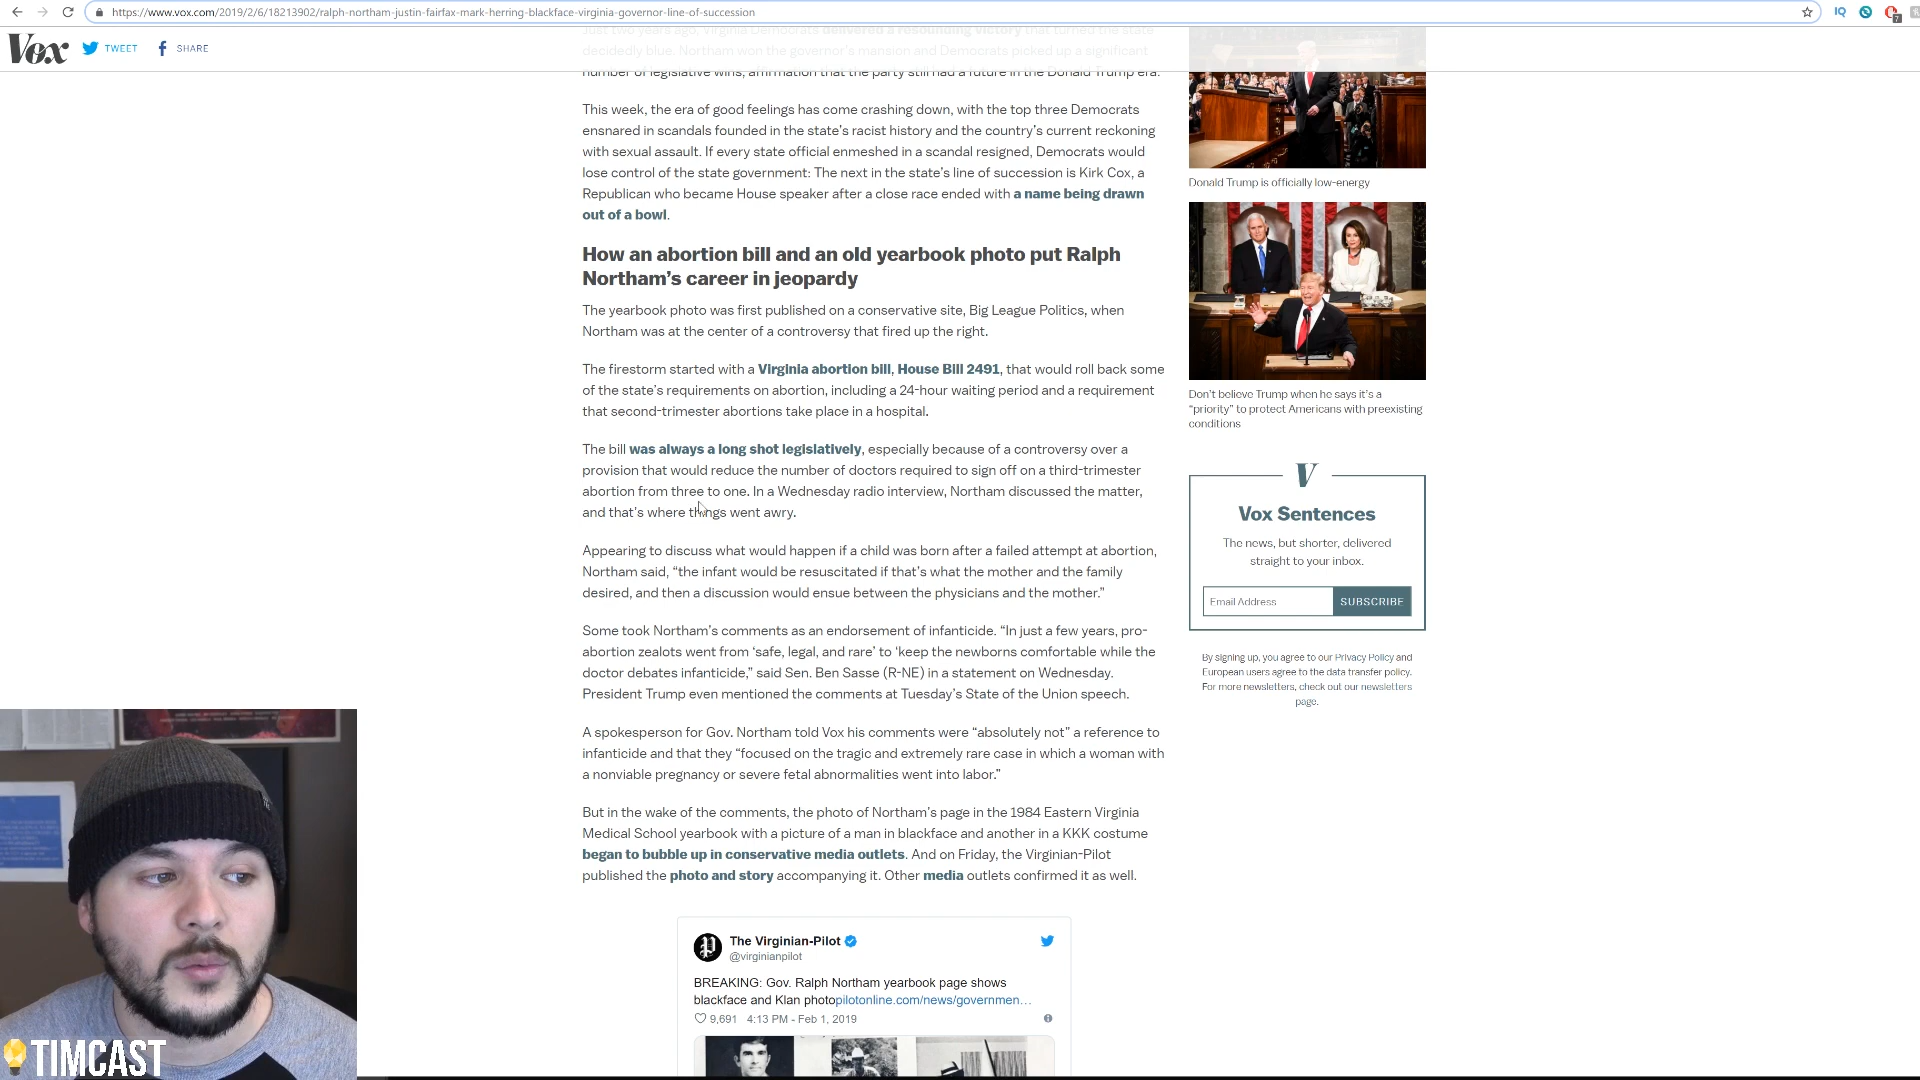 https://www.vox.com/2019/2/6/18213902/ralph-northam-justin-fairfax-mark-herring-blackface-virginia-governor-line-of-succession
IQ
7
Vox
TWEET
SHARE
Just two years ago, Virginia Democrats delivered a resounding victory that turned the state
decidedly blue. Northam won the governor's mansion and Democrats picked up a significant
number of legislative wins, affirmation that the party still had a future in the Donald Trump era.
This week, the era of good feelings has come crashing down, with the top three Democrats
ensnared in scandals founded in the state's racist history and the country's current reckoning
with sexual assault. If every state official enmeshed in a scandal resigned, Democrats would
lose control of the state government: The next in the state's line of succession is Kirk Cox, a
Republican who became House speaker after a close race ended with a name being drawn
out of a bowl.
How an abortion bill and an old yearbook photo put Ralph
Northam's career in jeopardy
The yearbook photo was first published on a conservative site, Big League Politics, when
Northam was at the center of a controversy that fired up the right.
The firestorm started with a Virginia abortion bill, House Bill 2491, that would roll back some
of the state's requirements on abortion, including a 24-hour waiting period and a requirement
that second-trimester abortions take place in a hospital.
The bill was always a long shot legislatively, especially because of a controversy over a
provision that would reduce the number of doctors required to sign off on a third-trimester
abortion from three to one. In a Wednesday radio interview, Northam discussed the matter,
and that's where things went awry.
Appearing to discuss what would happen if a child was born after a failed attempt at abortion,
Northam said, “the infant would be resuscitated if that's what the mother and the family
desired, and then a discussion would ensue between the physicians and the mother.”
Some took Northam's comments as an endorsement of infanticide. “In just a few years, pro-
abortion zealots went from ‘safe, legal, and rare’ to ‘keep the newborns comfortable while the
doctor debates infanticide,” said Sen. Ben Sasse (R-NE) in a statement on Wednesday.
President Trump even mentioned the comments at Tuesday's State of the Union speech.
A spokesperson for Gov. Northam told Vox his comments were “absolutely not” a reference to
infanticide and that they “focused on the tragic and extremely rare case in which a woman with
a nonviable pregnancy or severe fetal abnormalities went into labor.”
But in the wake of the comments, the photo of Northam's page in the 1984 Eastern Virginia
Medical School yearbook with a picture of a man in blackface and another in a KKK costume
began to bubble up in conservative media outlets. And on Friday, the Virginian-Pilot
published the photo and story accompanying it. Other media outlets confirmed it as well.
The Virginian-Pilot
@virginianpilot
BREAKING: Gov. Ralph Northam yearbook page shows
blackface and Klan photopilotonline.com/news/governmen…
9,691 4:13 PM - Feb 1, 2019
Donald Trump is officially low-energy
Don't believe Trump when he says it's a
“priority” to protect Americans with preexisting
conditions
V
Vox Sentences
The news, but shorter, delivered
straight to your inbox.
Email Address
SUBSCRIBE
By signing up, you agree to our Privacy Policy and
European users agree to the data transfer policy.
For more newsletters, check out our newsletters
page.
TIMCAST